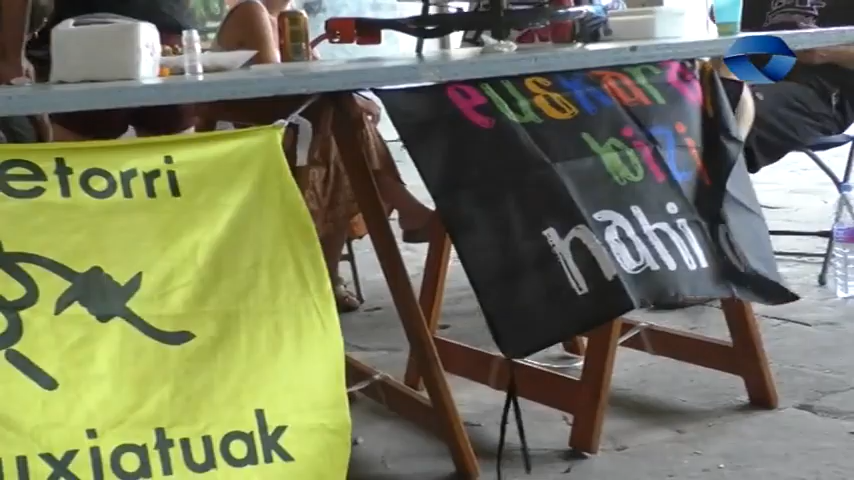 etorri
uxiatuak
euskaraz
bizi
nahi